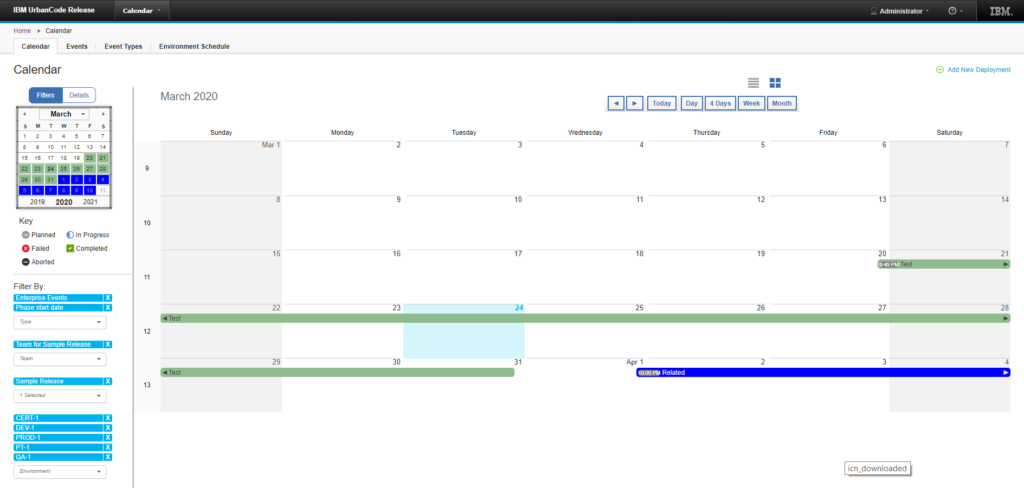 IBM UrbanCode Release Calendar Administrator IBM.
Home > Calendar
Calendar Events Event Types Environment Schedule
Calendar
Add New Deployment
Filters Details
March
S M T W T F S
1 2 3 4 5 6 7
8 9 10 11 12 13 14
15 16 17 18 19 20 21
22 23 24 25 26 27 28
29 30 31 1 2 3 4
5 6 7 8 9 10 11
2019 2020 2021
Key
Planned In Progress
Failed Completed
Aborted
Filter By:
Enterprise Events X
Phase start date X
Type
Team for Sample Release X
Team
Sample Release X
1 Selected
CERT-1 X
DEV-1 X
PROD-1 X
PT-1 X
QA-1 X
Environment
March 2020
Today Day 4 Days Week Month
Sunday Monday Tuesday Wednesday Thursday Friday Saturday
Mar 1 2 3 4 5 6 7
9
8 9 10 11 12 13 14
10
15 16 17 18 19 20 21
9:45 PM Test
11
22 23 24 25 26 27 28
Test
12
29 30 31 Apr 1 2 3 4
Test 10:00 PM Related
13
icn_downloaded